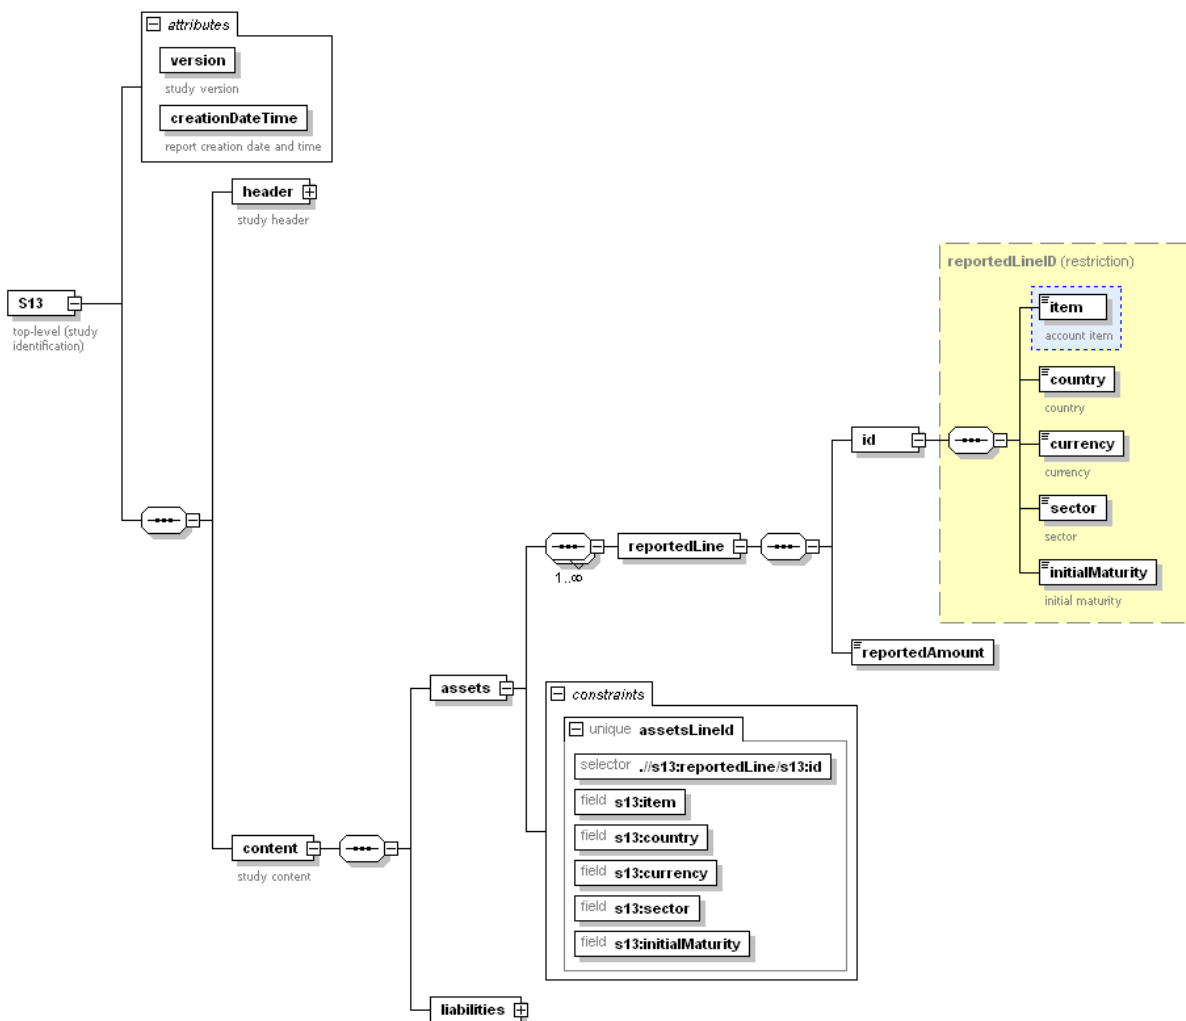 attributes
version
study version
creationDateTime
report creation date and time
header
study header
S13
top-level (study
identification)
reportedLineID (restriction)
item
account item
country
country
id
currency
currency
sector
sector
reportedLine
1..∞
initialMaturity
initial maturity
reportedAmount
assets
constraints
unique assetsLineId
selector .//s13:reportedLine/s13:id
field s13:item
field s13:country
field s13:currency
field s13:sector
field s13:initialMaturity
content
study content
liabilities